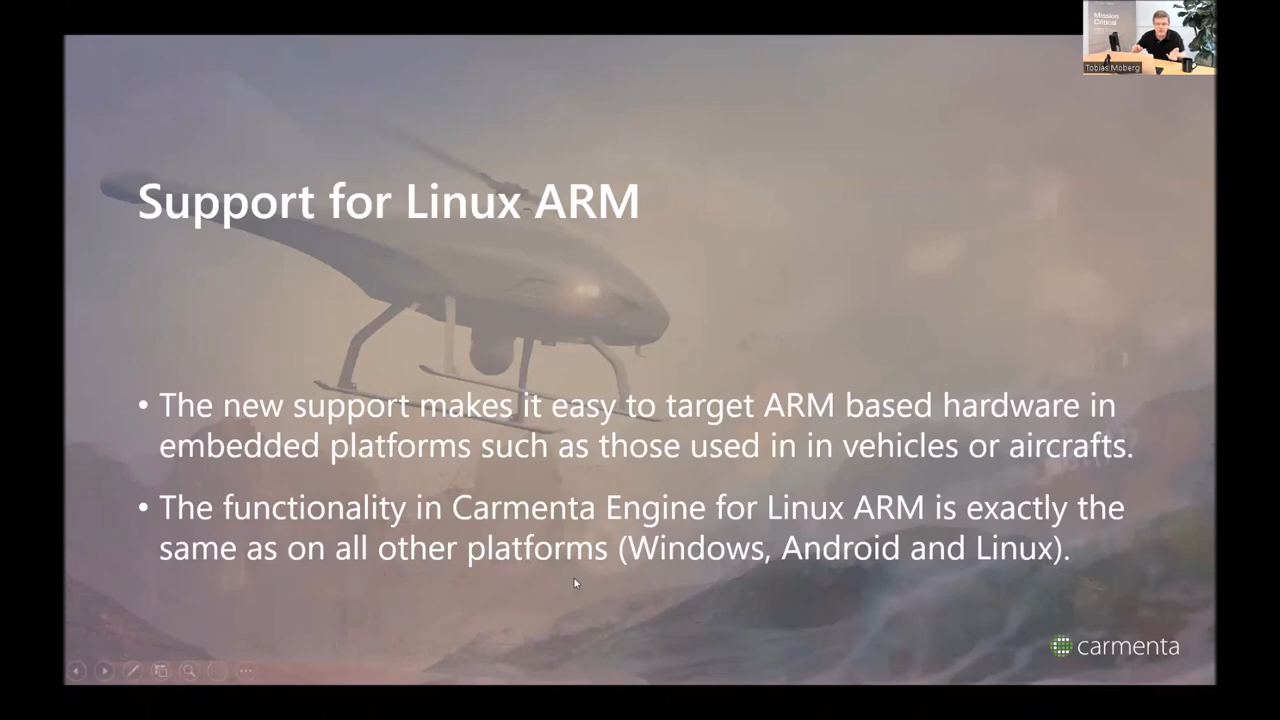 Mission
Critical
Tobias Moberg
Support for Linux ARM
• The new support makes it easy to target ARM based hardware in
embedded platforms such as those used in in vehicles or aircrafts.
• The functionality in Carmenta Engine for Linux ARM is exactly the
same as on all other platforms (Windows, Android and Linux).
carmenta